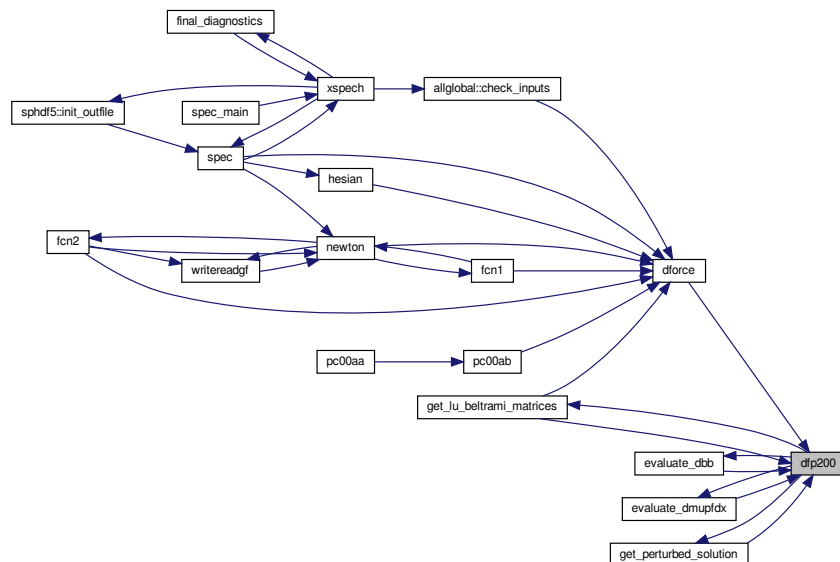 final_diagnostics
xspech
allglobal::check_inputs
sphdf5::init_outfile
spec_main
spec
hesian
fcn2
newton
writereadgf
fcn1
dforce
pc00aa
pc00ab
get_lu_beltrami_matrices
evaluate_dbb
dfp200
evaluate_dmupfdx
get_perturbed_solution